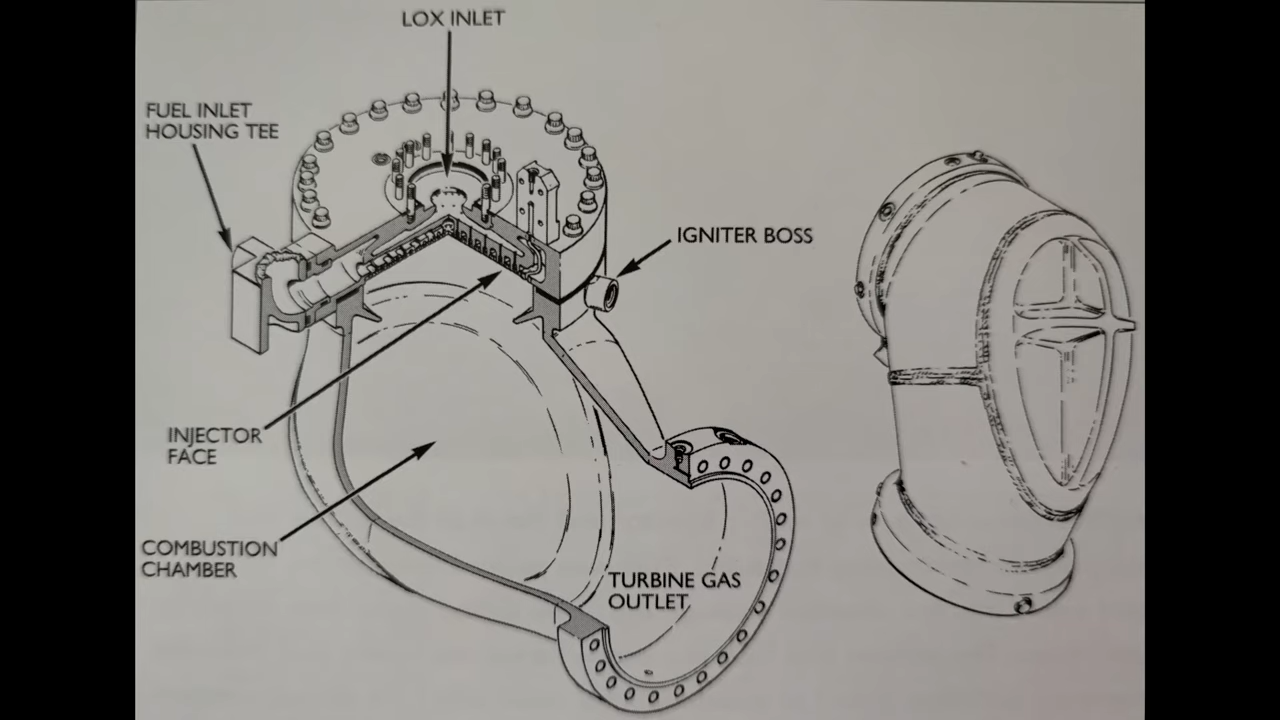 LOX INLET
FUEL INLET
HOUSING TEE
IGNITER BOSS
INJECTOR
FACE
COMBUSTION
CHAMBER
TURBINE GAS
OUTLET